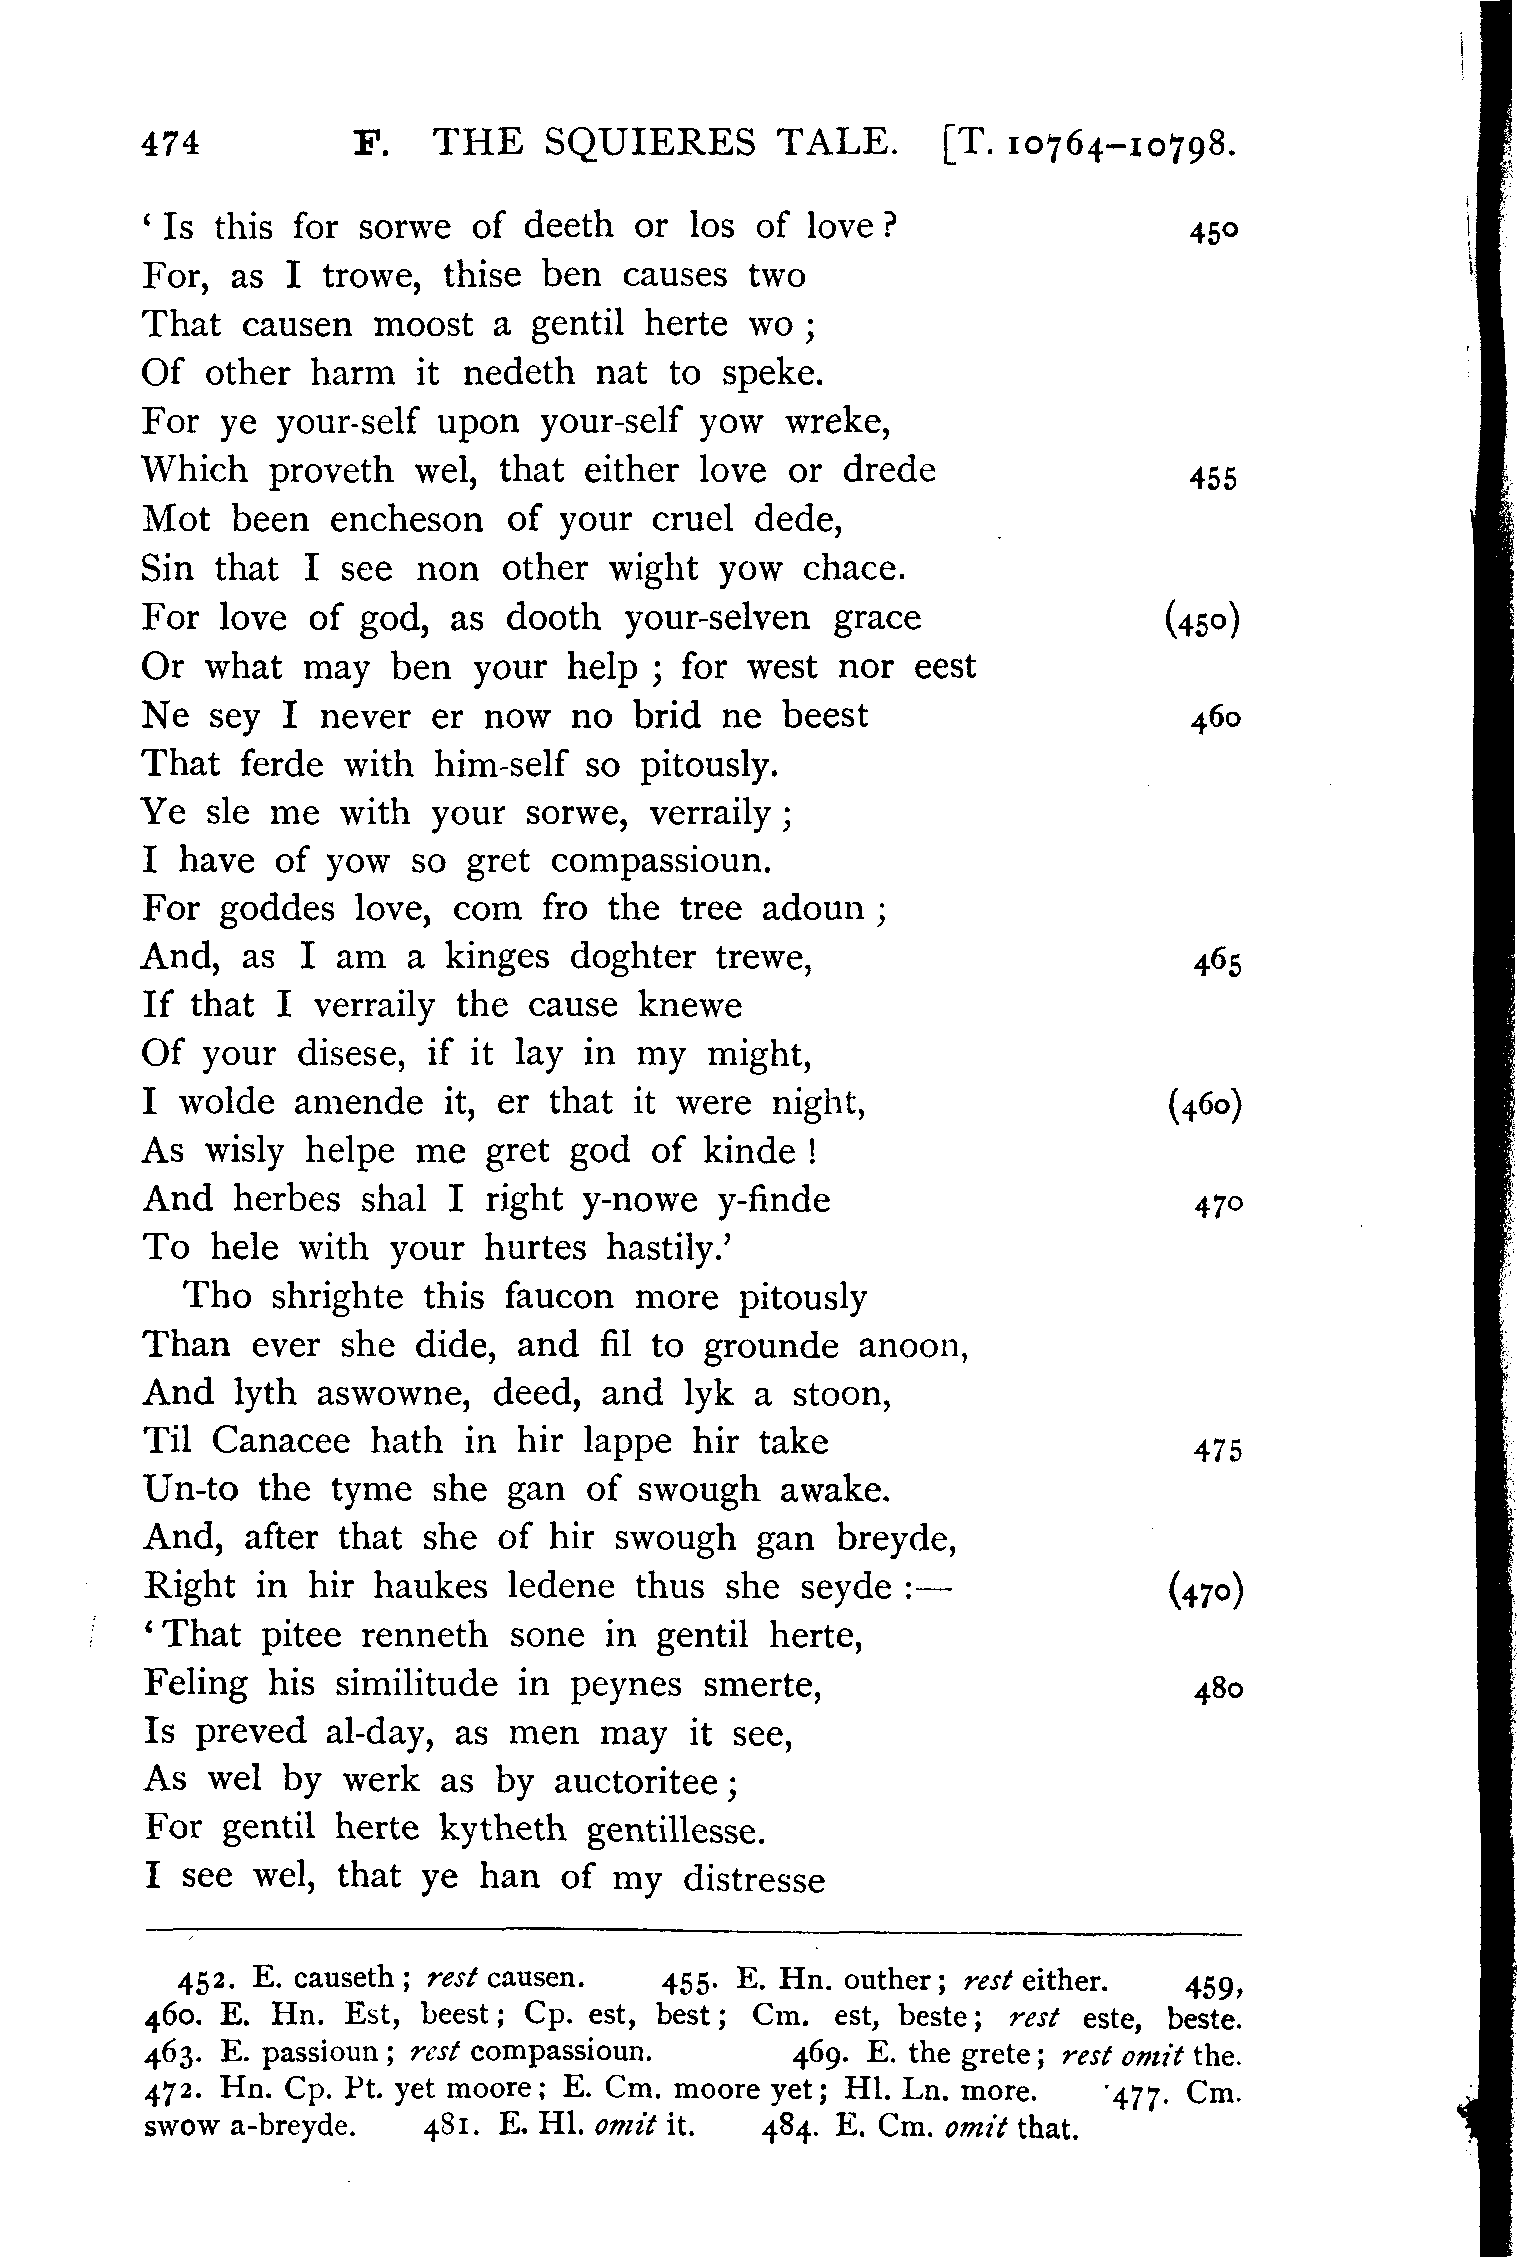 474 F. THE SQUIERES TALE. [T. 10764-10798.
‘Is this for sorwe of deeth or los of love? 450
For, as I trowe, thise ben causes two
That causen moost a gentil herte wo;
Of other harm it nedeth nat to speke.
For ye your-self upon your-self yow wreke,
Which proveth wel, that either love or drede 455
Mot been encheson of your cruel dede,
Sin that I see non other wight yow chace.
For love of god, as dooth your-selven grace (450)
Or what may ben your help; for west nor eest
Ne sey I never er now no brid ne beest 460
That ferde with him-self so pitously.
Ye sle me with your sorwe, verraily;
I have of yow so gret compassioun.
For goddes love, com fro the tree adoun;
And, as I am a kinges doghter trewe, 465
If that I verraily the cause knewe
Of your disese, if it lay in my might,
I wolde amende it, er that it were night, (460)
As wisly helpe me gret god of kinde!
And herbes shal I right y-nowe y-finde 470
To hele with your hurtes hastily.’
Tho shrighte this faucon more pitously
Than ever she dide, and fil to grounde anoon,
And lyth aswowne, deed, and lyk a stoon,
Til Canacee hath in hir lappe hir take 475
Un-to the tyme she gan of swough awake.
And, after that she of hir swough gan breyde,
Right in hir haukes ledene thus she seyde:— (470)
‘That pitee renneth sone in gentil herte,
Feling his similitude in peynes smerte, 480
Is preved al-day, as men may it see,
As wel by werk as by auctoritee;
For gentil herte kytheth gentillesse.
I see wel, that ye han of my distresse
452. E. causeth; rest causen. 455. E. Hn. outher; rest either. 459,
460. E. Hn. Est, beest; Cp. est, best; Cm. est, beste; rest este, beste.
463. E. passioun; rest compassioun. 469. E. the grete; rest omit the.
472. Hn. Cp. Pt. yet moore; E. Cm. moore yet; Hl. Ln. more. 477. Cm.
swow a-breyde. 481. E. Hl. omit it. 484. E. Cm. omit that.